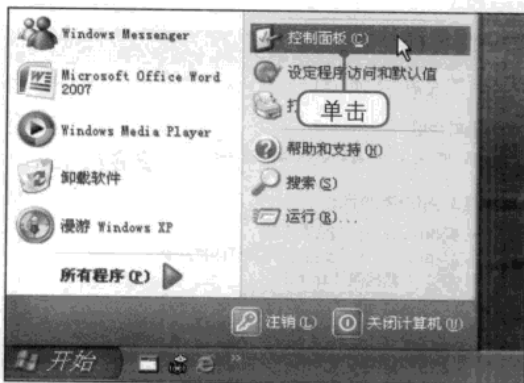 Windows Messenger
Microsoft Office Word
2007
Windows Media Player
卸载软件
漫游 Windows XP
所有程序(P)
控制面板(C)
设定程序访问和默认值
打
单击
帮助和支持(H)
搜索(S)
运行(R)...
注销(L)
关闭计算机(U)
开始